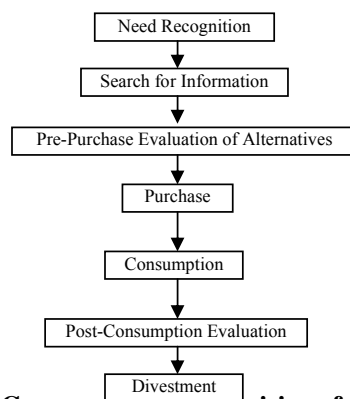 Need Recognition
Search for Information
Pre-Purchase Evaluation of Alternatives
Purchase
Consumption
Post-Consumption Evaluation
Divestment